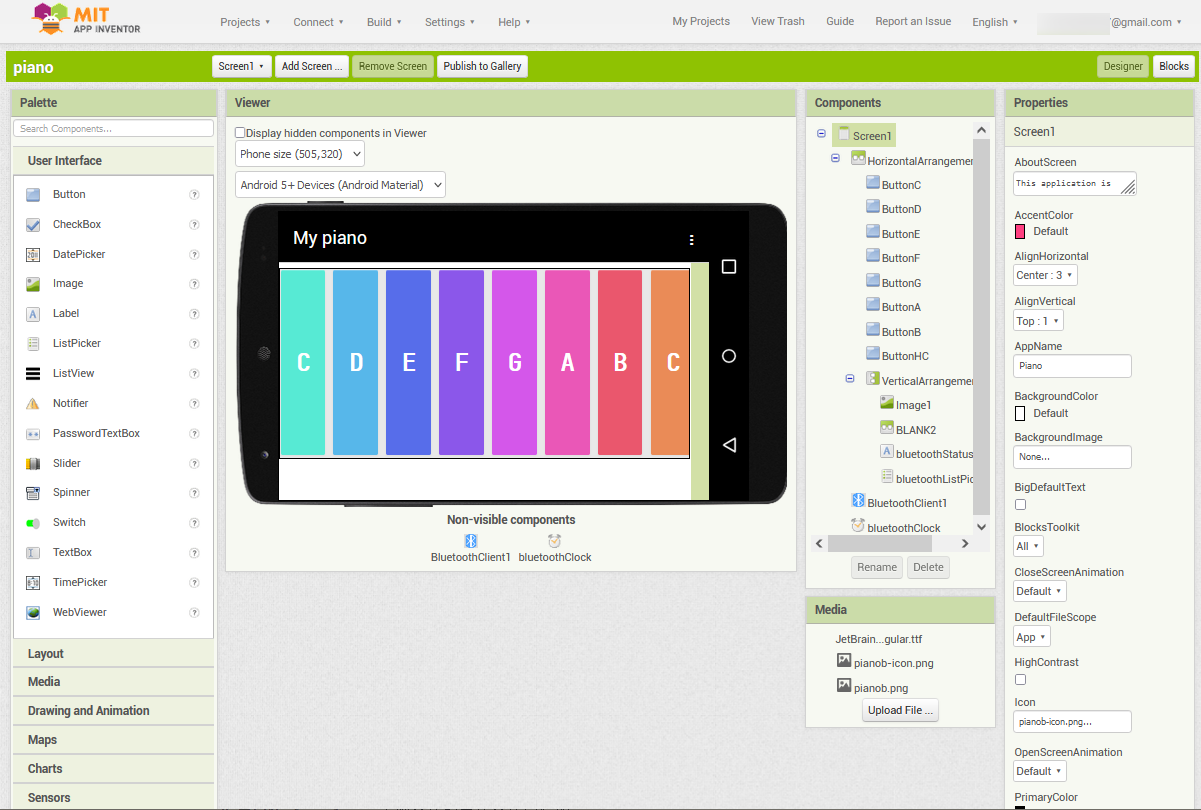 MIT
APP INVENTOR
Projects Connect Build Settings Help My Projects View Trash Guide Report an Issue English @gmail.com
piano Screen1 Add Screen ... Remove Screen Publish to Gallery Designer Blocks
Palette
Search Components...
User Interface
Button ?
CheckBox ?
DatePicker ?
Image ?
Label ?
ListPicker ?
ListView ?
Notifier ?
PasswordTextBox ?
Slider ?
Spinner ?
Switch ?
TextBox ?
TimePicker ?
WebViewer ?
Layout
Media
Drawing and Animation
Maps
Charts
Sensors
Viewer
Display hidden components in Viewer
Phone size (505,320)
Android 5+ Devices (Android Material)
My piano
C D E F G A B C
Non-visible components
BluetoothClient1 bluetoothClock
Components
Screen1
HorizontalArrangemer
ButtonC
ButtonD
ButtonE
ButtonF
ButtonG
ButtonA
ButtonB
ButtonHC
VerticalArrangemer
Image1
BLANK2
bluetoothStatus
bluetoothListPic
BluetoothClient1
bluetoothClock
Rename Delete
Media
JetBrain...gular.ttf
pianob-icon.png
pianob.png
Upload File ...
Properties
Screen1
AboutScreen
This application is
AccentColor
Default
AlignHorizontal
Center : 3
AlignVertical
Top : 1
AppName
Piano
BackgroundColor
Default
BackgroundImage
None...
BigDefaultText
BlocksToolkit
All
CloseScreenAnimation
Default
DefaultFileScope
App
HighContrast
Icon
pianob-icon.png...
OpenScreenAnimation
Default
PrimaryColor